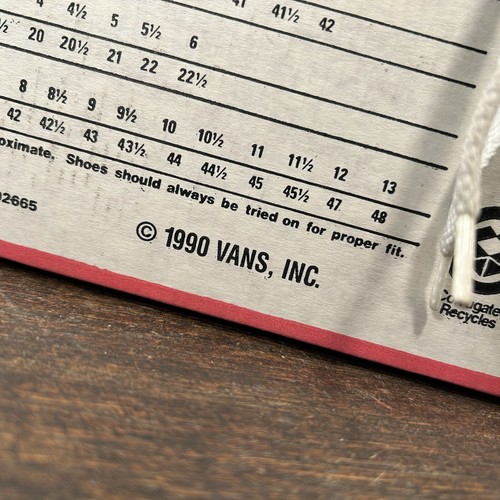 41½ 42
4½ 5 5½ 6
20 20½ 21 22 22½
8 8½ 9 9½ 10 10½ 11 11½ 12 13
42 42½ 43 43½ 44 44½ 45 45½ 47 48
oximate. Shoes should always be tried on for proper fit.
2665
© 1990 VANS, INC.
Recycles